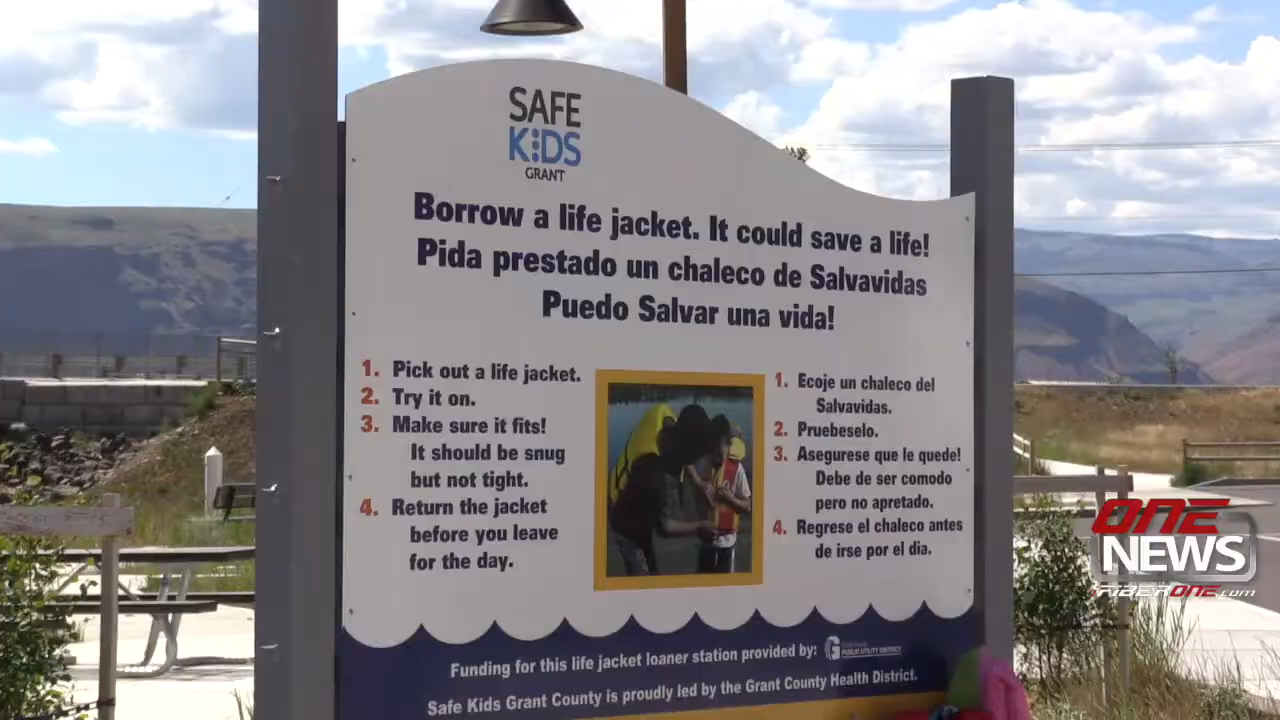 SAFE
KIDS
GRANT
Borrow a life jacket. It could save a life!
Pida prestado un chaleco de Salvavidas
Puedo Salvar una vida!
1. Pick out a life jacket.
2. Try it on.
3. Make sure it fits!
It should be snug
but not tight.
4. Return the jacket
before you leave
for the day.
1. Ecoje un chaleco del
Salvavidas.
2. Pruebeselo.
3. Asegurese que le quede!
Debe de ser comodo
pero no apretado.
4. Regrese el chaleco antes
de irse por el dia.
Funding for this life jacket loaner station provided by:
PUBLIC UTILITY DISTRICT
Safe Kids Grant County is proudly led by the Grant County Health District.
ONE
NEWS
iFIBERONE.com